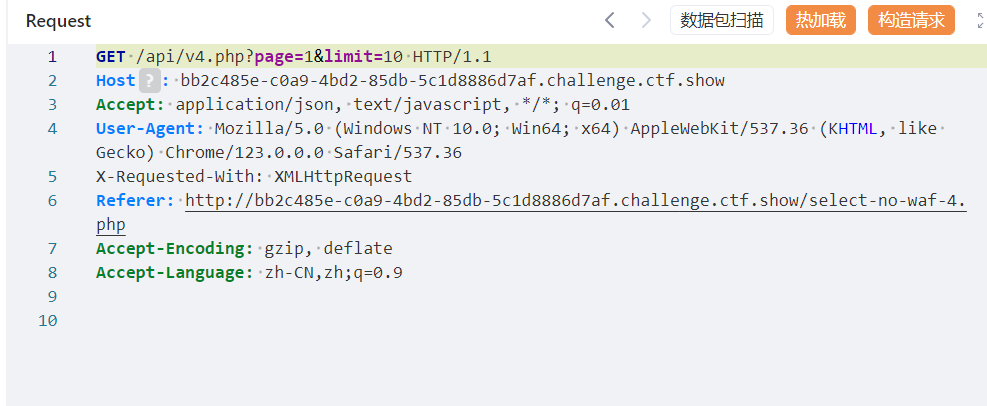 Request
数据包扫描
热加载
构造请求
1 GET /api/v4.php?page=1&limit=10 HTTP/1.1
2 Host ? : bb2c485e-c0a9-4bd2-85db-5c1d8886d7af.challenge.ctf.show
3 Accept: application/json, text/javascript, */*; q=0.01
4 User-Agent: Mozilla/5.0 (Windows NT 10.0; Win64; x64) AppleWebKit/537.36 (KHTML, like
Gecko) Chrome/123.0.0.0 Safari/537.36
5 X-Requested-With: XMLHttpRequest
6 Referer: http://bb2c485e-c0a9-4bd2-85db-5c1d8886d7af.challenge.ctf.show/select-no-waf-4.
php
7 Accept-Encoding: gzip, deflate
8 Accept-Language: zh-CN,zh;q=0.9
9
10